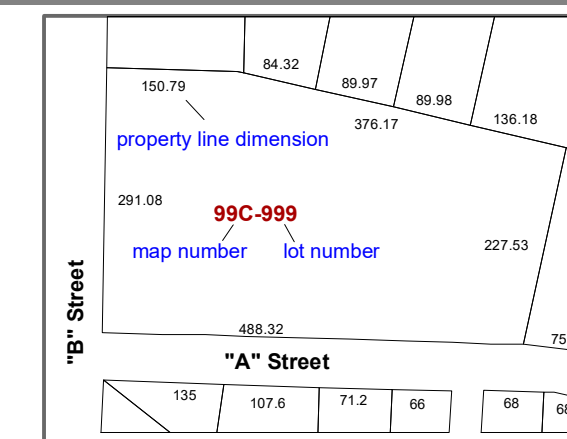 84.32
150.79
89.97
89.98
136.18
376.17
property line dimension
291.08
99C-999
map number
lot number
227.53
"B" Street
488.32
"A" Street
135
107.6
71.2
66
68